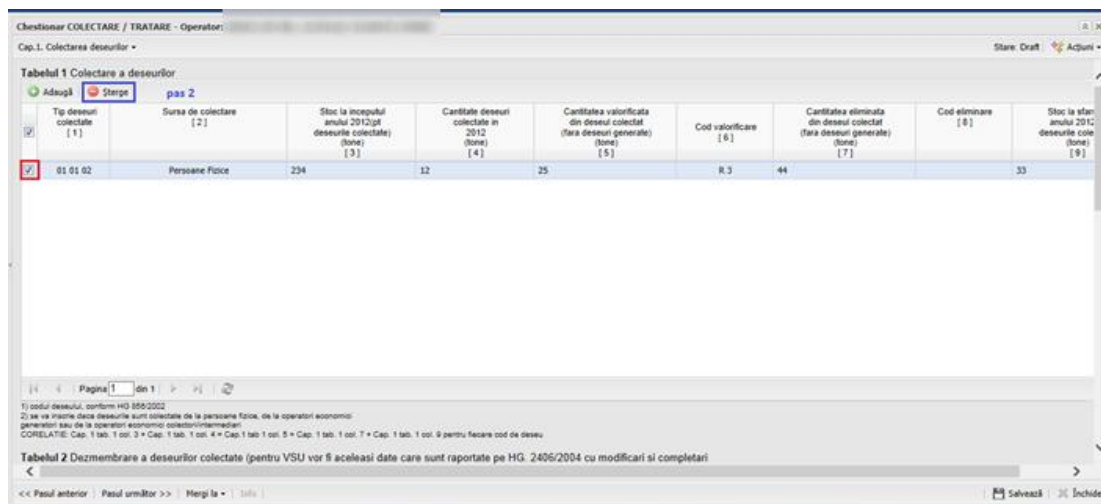 Chestionar COLECTARE / TRATARE - Operator:
Cap.1. Colectarea deseurilor
Stare: Draft Acțiuni
Tabelul 1 Colectare a deseurilor
Adaugă Șterge pas 2
Tip deseuri colectate [ 1 ]
Sursa de colectare [ 2 ]
Stoc la inceputul anului 2012(pt deseurile colectate) (tone) [ 3 ]
Cantitate deseuri colectate in 2012 (tone) [ 4 ]
Cantitatea valorificata din deseul colectat (fara deseuri generate) (tone) [ 5 ]
Cod valorificare [ 6 ]
Cantitatea eliminata din deseul colectat (fara deseuri generate) (tone) [ 7 ]
Cod eliminare [ 8 ]
Stoc la sfar anului 2012 deseurile cole (tone) [ 9 ]
01 01 02 Persoane Fizice 234 12 25 R 3 44 33
Pagina 1 din 1
1) codul deseului, conform HG 856/2002
2) se va inscrie daca deseurile sunt colectate de la persoane fizice, de la operatori economici
generatori sau de la operatori economici colectori/intermediari
CORELATIE: Cap. 1 tab. 1 col. 3 + Cap. 1 tab. 1 col. 4 = Cap.1 tab 1 col. 5 + Cap. 1 tab. 1 col. 7 + Cap. 1 tab. 1 col. 9 pentru fiecare cod de deseu
Tabelul 2 Dezmembrare a deseurilor colectate (pentru VSU vor fi aceleasi date care sunt raportate pe HG. 2406/2004 cu modificari si completari
<< Pasul anterior Pasul următor >> Mergi la Info Salvează Închide